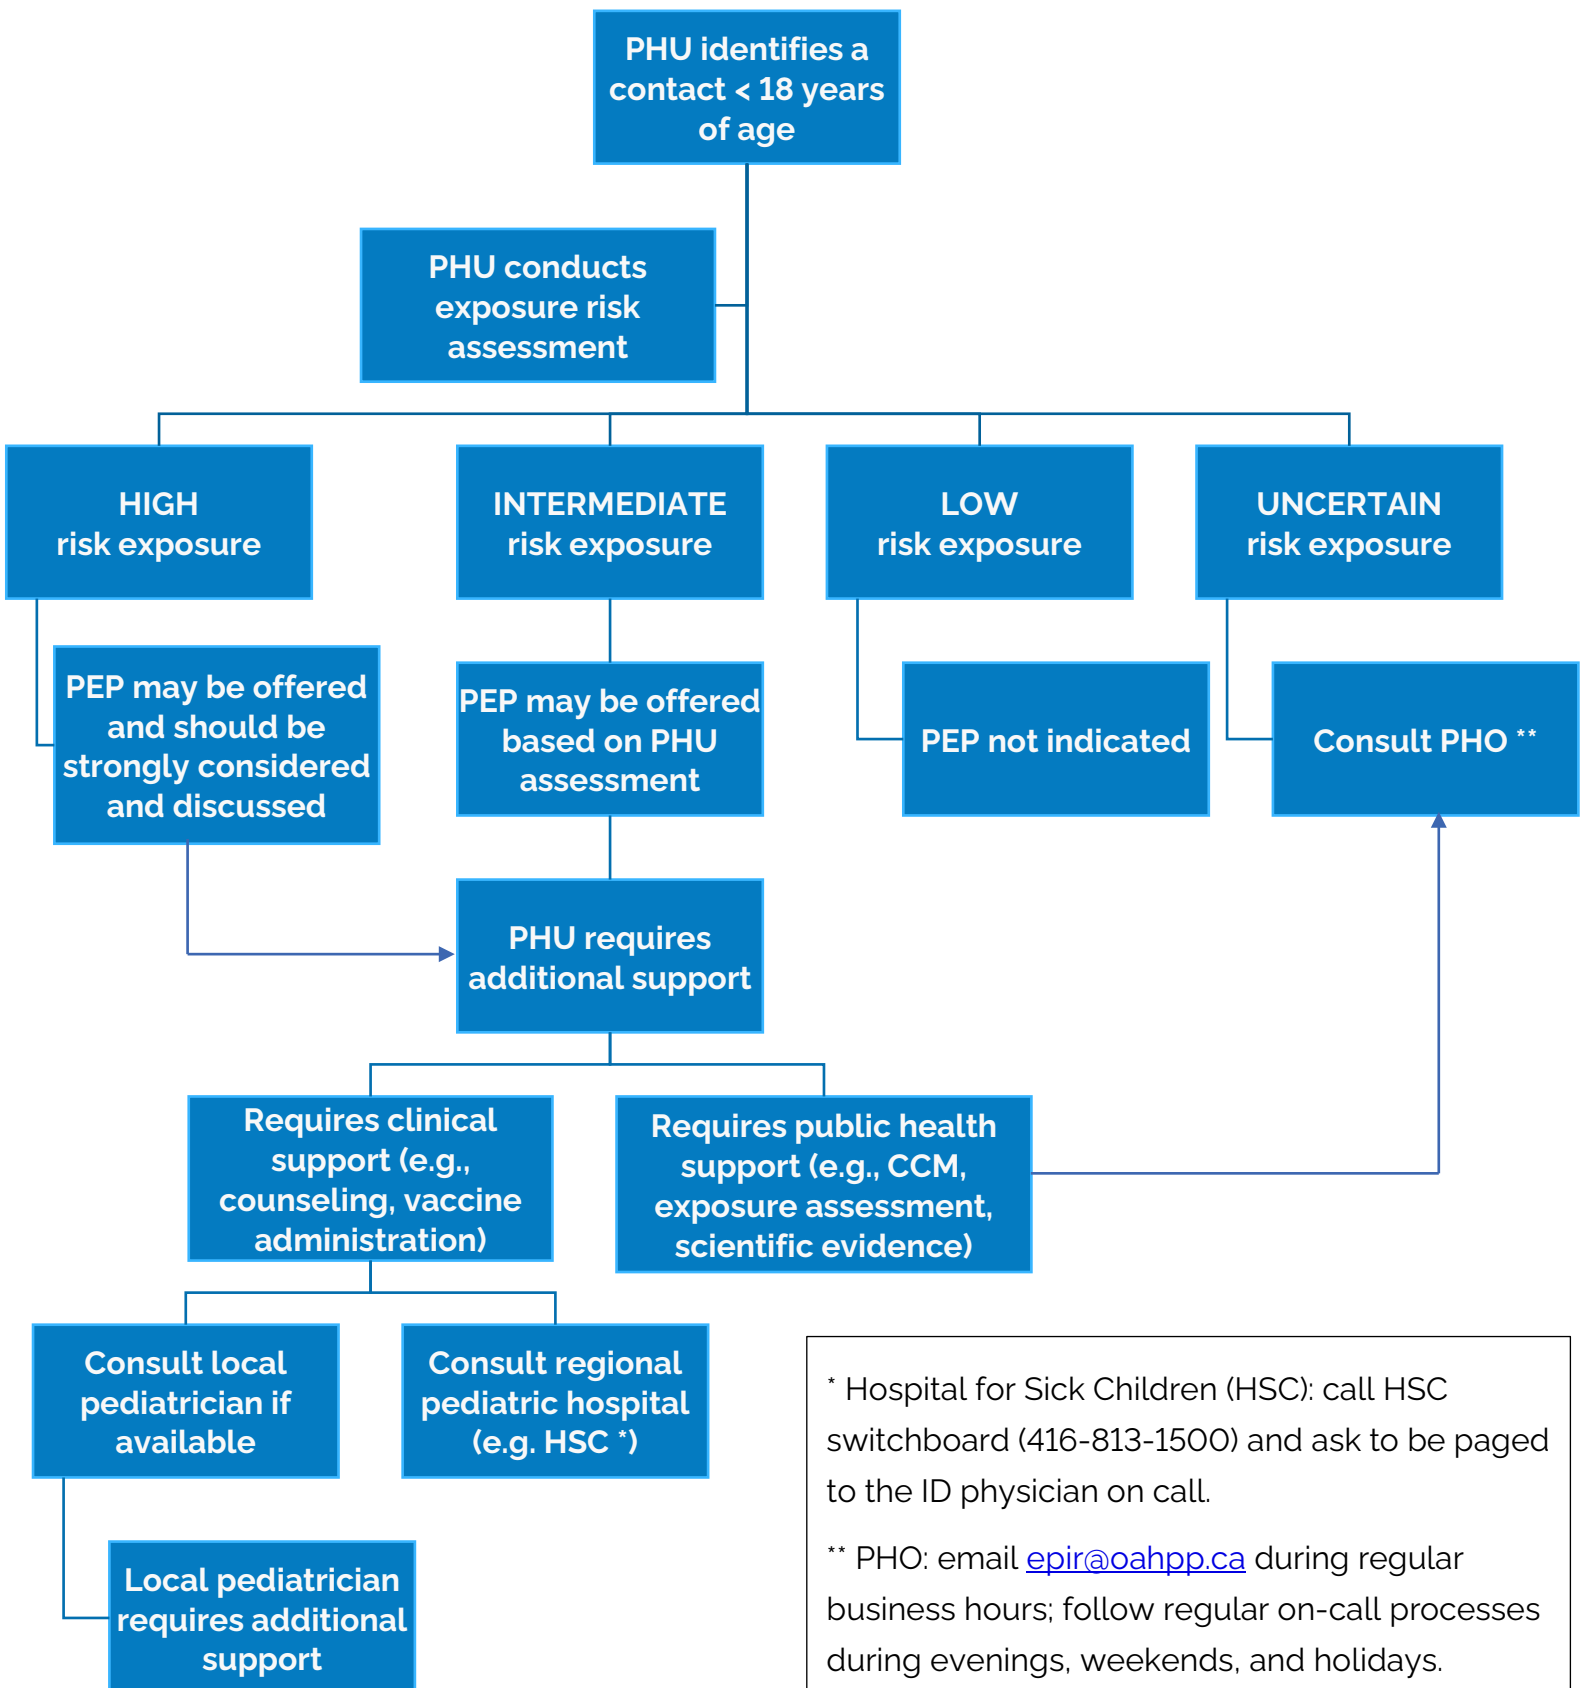 PHU identifies a
contact < 18 years
of age
PHU conducts
exposure risk
assessment
HIGH
risk exposure
INTERMEDIATE
risk exposure
LOW
risk exposure
UNCERTAIN
risk exposure
PEP may be offered
and should be
strongly considered
and discussed
PEP may be offered
based on PHU
assessment
PEP not indicated
Consult PHO **
PHU requires
additional support
Requires clinical
support (e.g.,
counseling, vaccine
administration)
Requires public health
support (e.g., CCM,
exposure assessment,
scientific evidence)
Consult local
pediatrician if
available
Consult regional
pediatric hospital
(e.g. HSC *)
Local pediatrician
requires additional
support
* Hospital for Sick Children (HSC): call HSC
switchboard (416-813-1500) and ask to be paged
to the ID physician on call.
** PHO: email epir@oahpp.ca during regular
business hours; follow regular on-call processes
during evenings, weekends, and holidays.